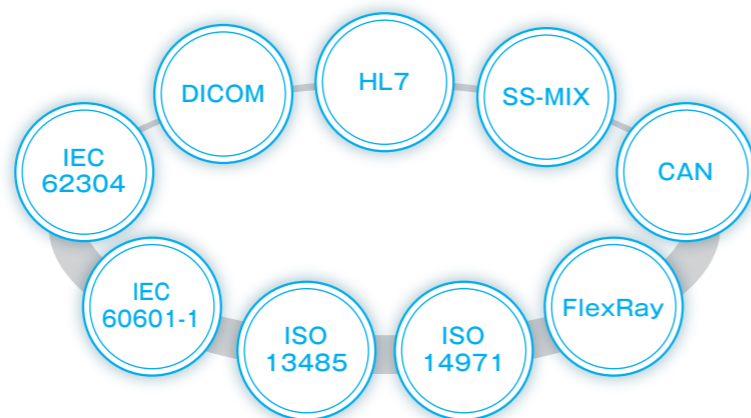 HL7
DICOM
SS-MIX
IEC
62304
CAN
IEC
60601-1
FlexRay
ISO
13485
ISO
14971